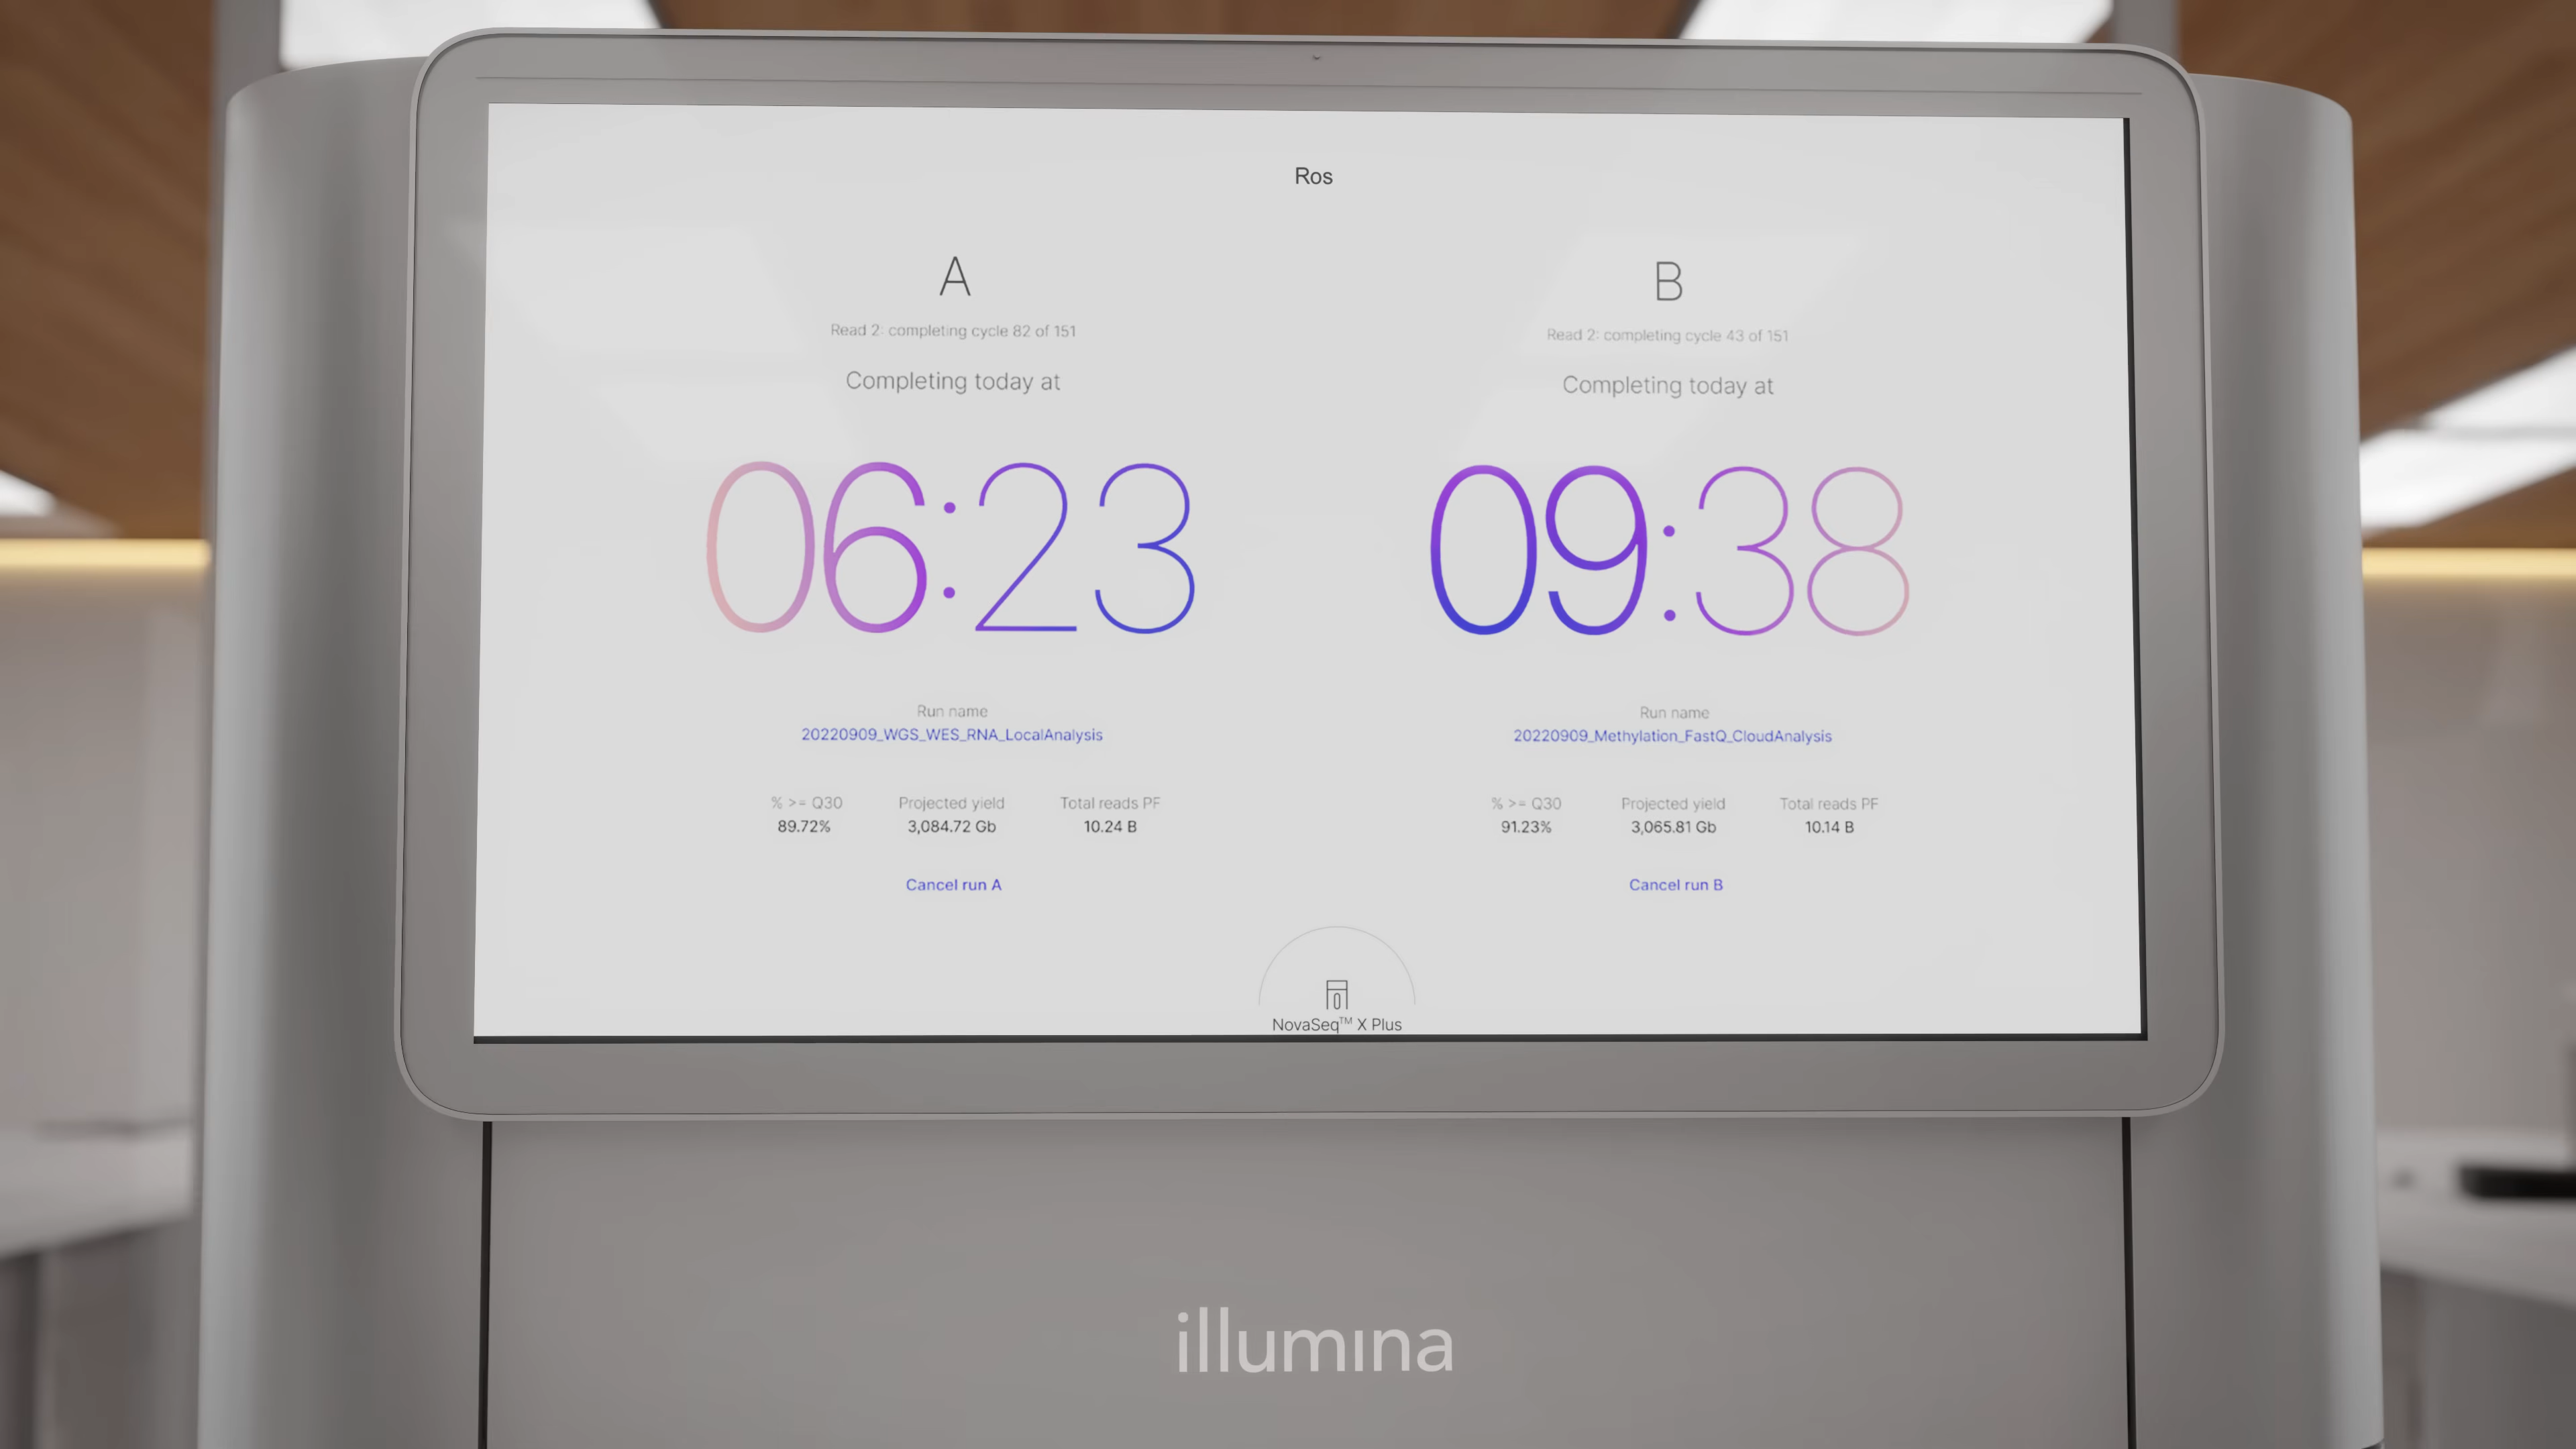 Ros
A
Read 2: completing cycle 82 of 151
Completing today at
06:23
Run name
20220909_WGS_WES_RNA_LocalAnalysis
% >= Q30 Projected yield Total reads PF
89.72% 3,084.72 Gb 10.24 B
Cancel run A
B
Read 2: completing cycle 43 of 151
Completing today at
09:38
Run name
20220909_Methylation_FastQ_CloudAnalysis
% >= Q30 Projected yield Total reads PF
91.23% 3,065.81 Gb 10.14 B
Cancel run B
NovaSeq™ X Plus
illumina